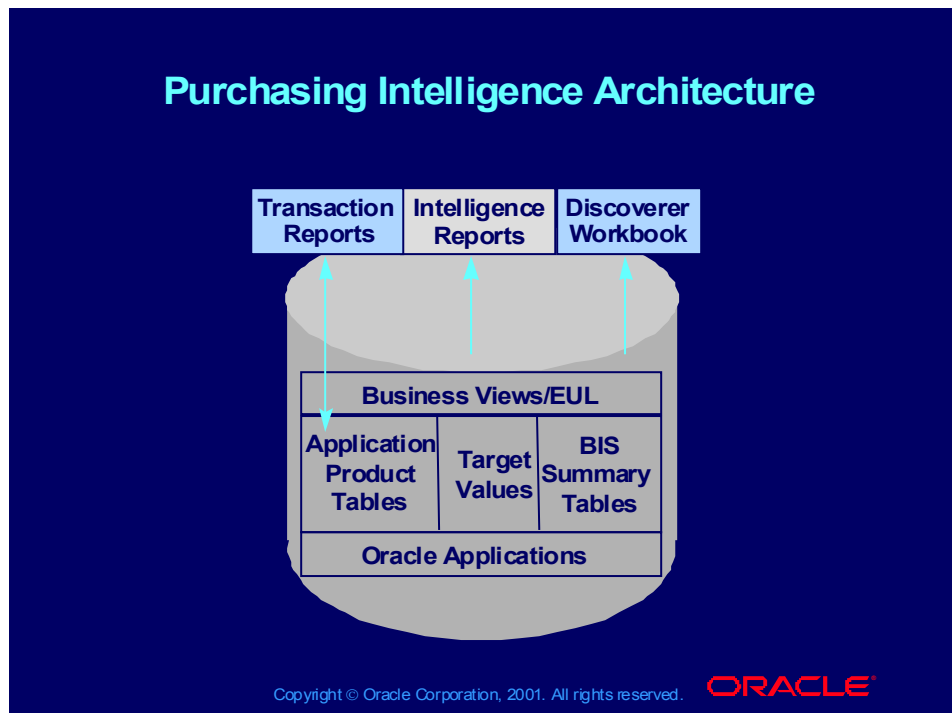 Purchasing Intelligence Architecture
Transaction
Reports
Intelligence
Reports
Discoverer
Workbook
Business Views/EUL
Application
Product
Tables
Target
Values
BIS
Summary
Tables
Oracle Applications
Copyright © Oracle Corporation, 2001. All rights reserved.
ORACLE®